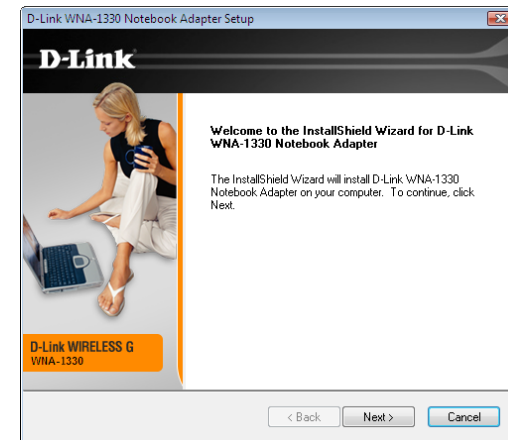 D-Link WNA-1330 Notebook Adapter Setup
D-Link
Welcome to the InstallShield Wizard for D-Link
WNA-1330 Notebook Adapter
The InstallShield Wizard will install D-Link WNA-1330
Notebook Adapter on your computer. To continue, click
Next.
D-Link WIRELESS G
WNA-1330
< Back
Next >
Cancel